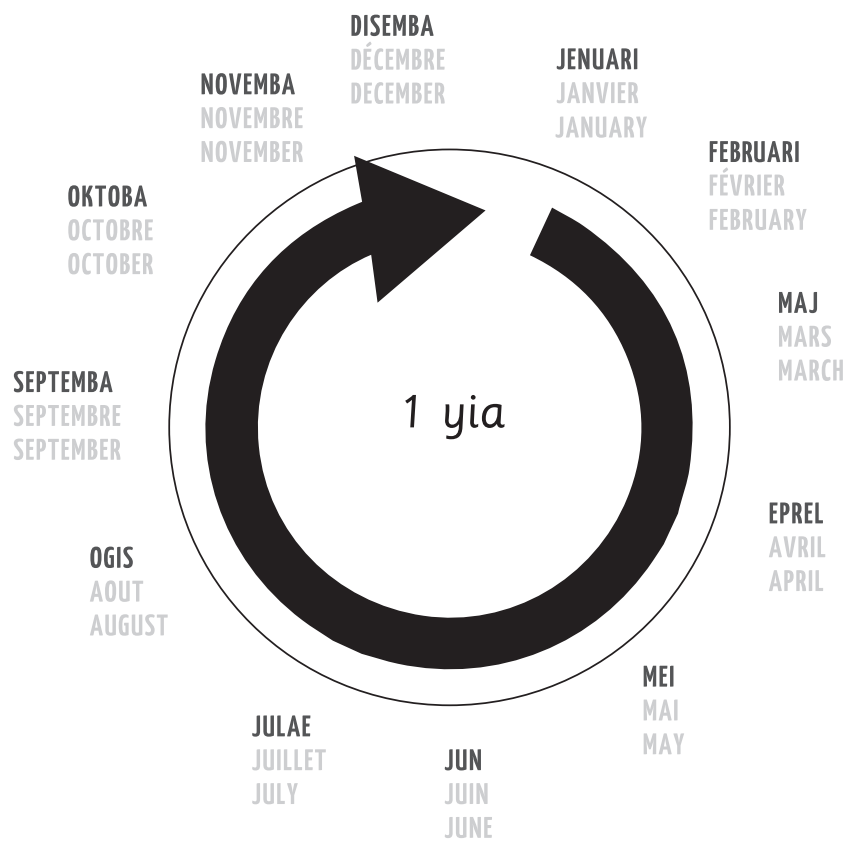 DISEMBA
DÉCEMBRE
DECEMBER
JENUARI
JANVIER
JANUARY
FEBRUARI
FÉVRIER
FEBRUARY
MAJ
MARS
MARCH
EPREL
AVRIL
APRIL
MEI
MAI
MAY
JUN
JUIN
JUNE
JULAE
JUILLET
JULY
OGIS
AOUT
AUGUST
SEPTEMBA
SEPTEMBRE
SEPTEMBER
OKTOBA
OCTOBRE
OCTOBER
NOVEMBA
NOVEMBRE
NOVEMBER
1 yia